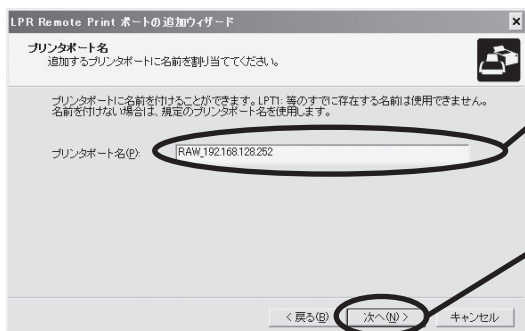 LPR Remote Print ポートの追加ウィザード
プリンタポート名
追加するプリンタポートに名前を割り当ててください。
プリンタポートに名前を付けることができます。LPT1: 等のすでに存在する名前は使用できません。
名前を付けない場合は、規定のプリンタポート名を使用します。
プリンタポート名(P):
RAW_192.168.128.252
< 戻る(B)
次へ(N) >
キャンセル